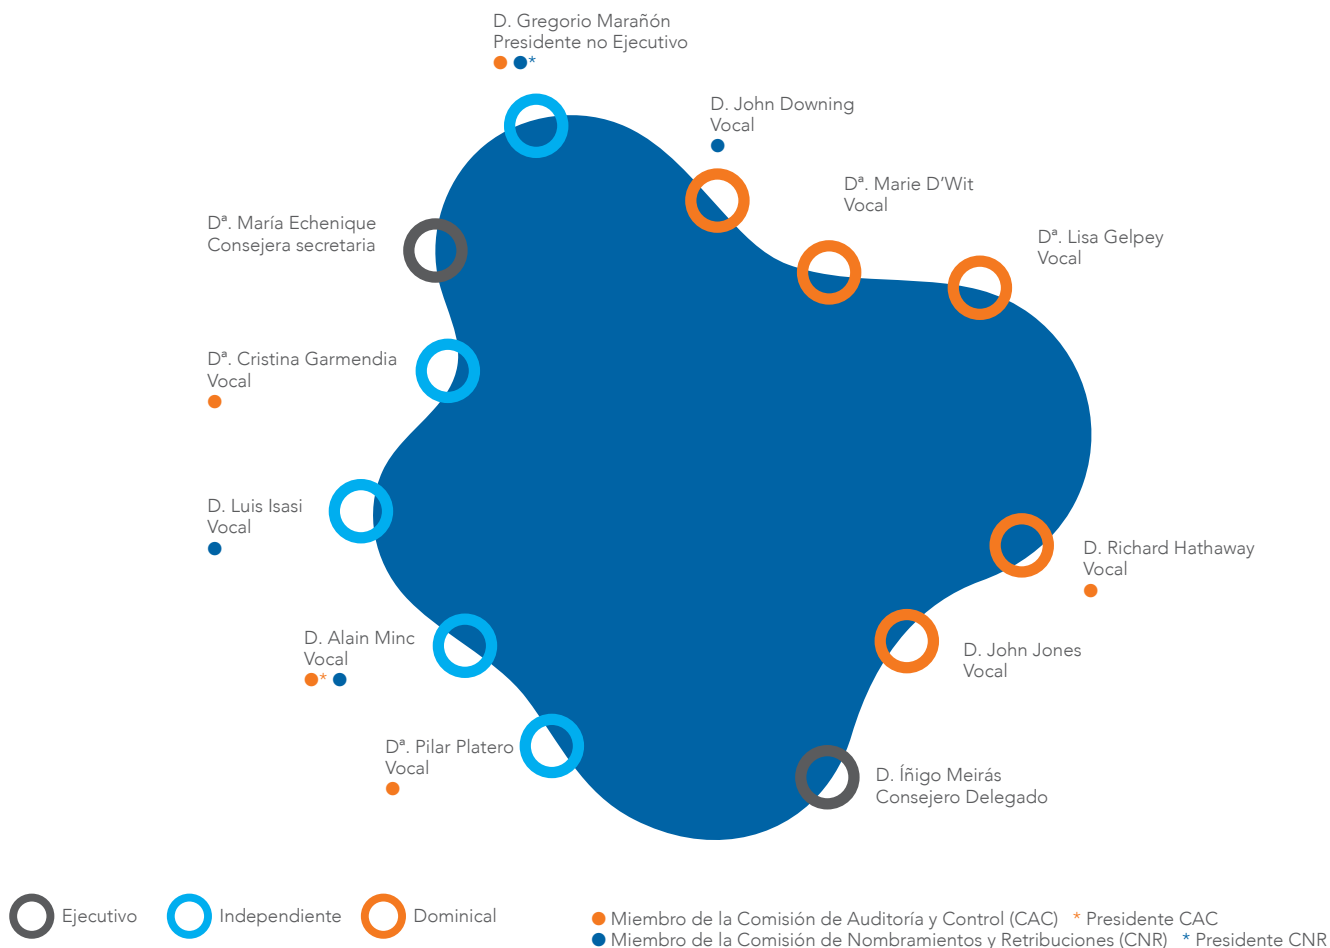 D. Gregorio Marañón
Presidente no Ejecutivo
*
D. John Downing
Vocal
Dª. Marie D’Wit
Vocal
Dª. Lisa Gelpey
Vocal
Dª. María Echenique
Consejera secretaria
Dª. Cristina Garmendia
Vocal
D. Luis Isasi
Vocal
D. Richard Hathaway
Vocal
D. Alain Minc
Vocal
*
D. John Jones
Vocal
Dª. Pilar Platero
Vocal
D. Íñigo Meirás
Consejero Delegado
Ejecutivo
Independiente
Dominical
Miembro de la Comisión de Auditoría y Control (CAC) * Presidente CAC
Miembro de la Comisión de Nombramientos y Retribuciones (CNR) * Presidente CNR